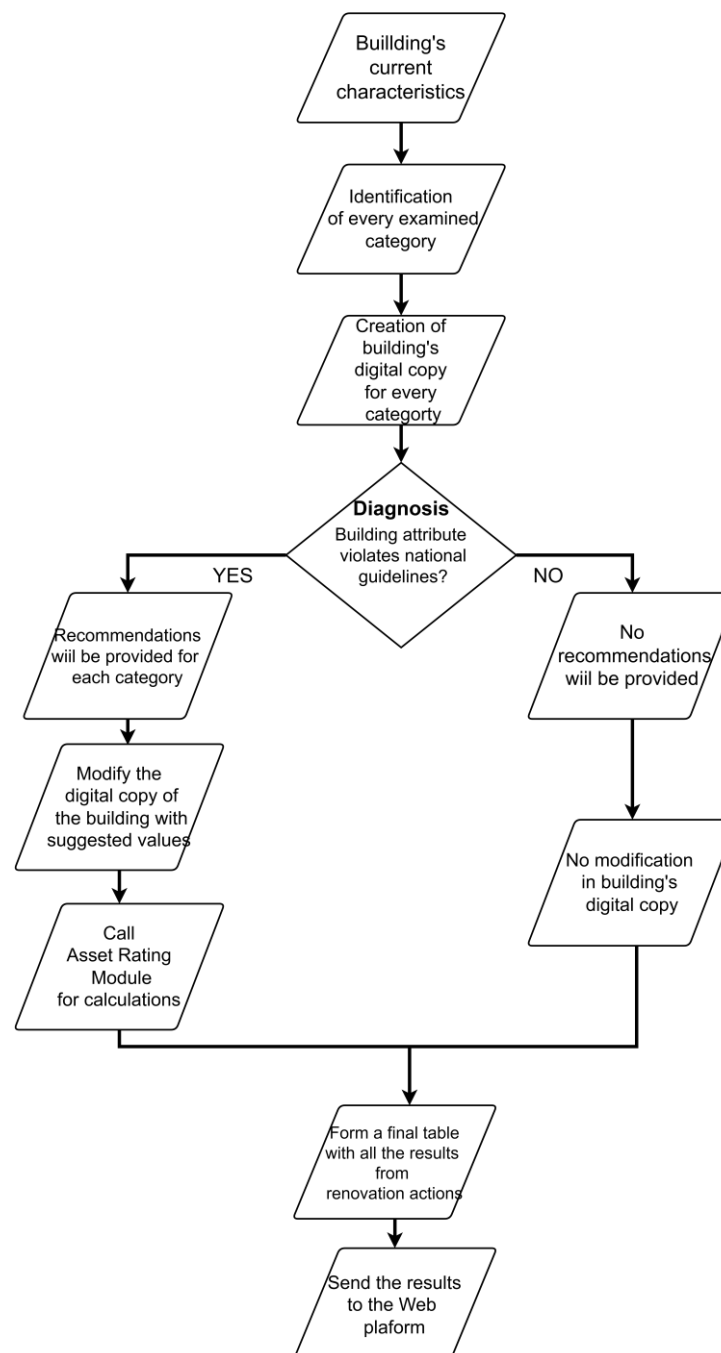 Buillding's
current
characteristics
Identification
of every examined
category
Creation of
building's
digital copy
for every
categorty
Diagnosis
Building attribute
violates national
guidelines?
YES
NO
Recommendations
wiil be provided for
each category
No
recommendations
wiil be provided
Modify the
digital copy of
the building with
suggested values
No modification
in building's
digital copy
Call
Asset Rating
Module
for calculations
Form a final table
with all the results
from
renovation actions
Send the results
to the Web
plaform